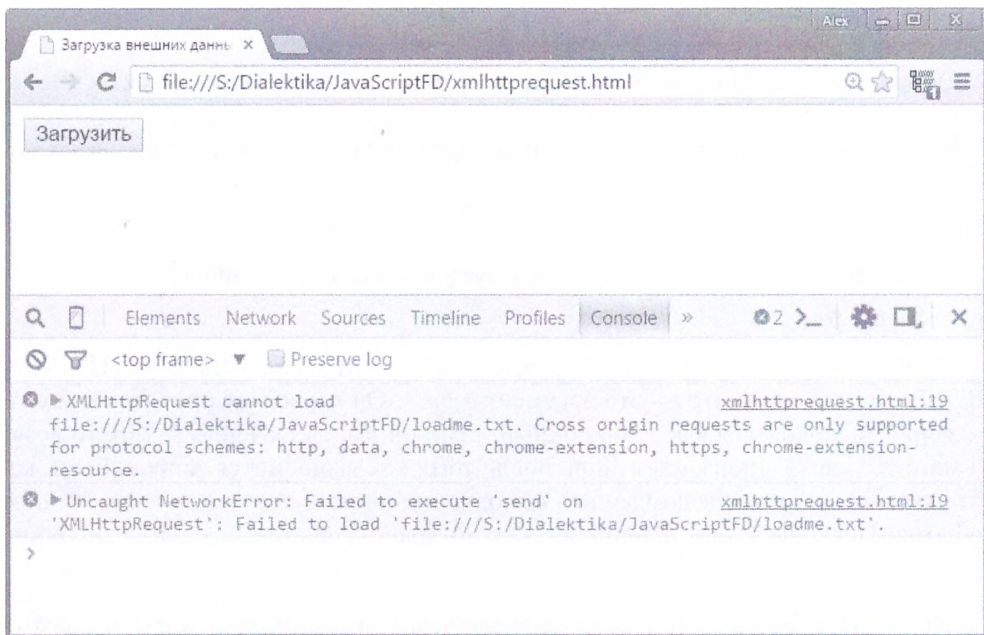 Alex
Загрузка внешних данны
file:///S:/Dialektika/JavaScriptFD/xmlhttprequest.html
1
Загрузить
Elements Network Sources Timeline Profiles Console » 2
<top frame> ▼ Preserve log
XMLHttpRequest cannot load xmlhttprequest.html:19
file:///S:/Dialektika/JavaScriptFD/loadme.txt. Cross origin requests are only supported
for protocol schemes: http, data, chrome, chrome-extension, https, chrome-extension-
resource.
Uncaught NetworkError: Failed to execute 'send' on xmlhttprequest.html:19
'XMLHttpRequest': Failed to load 'file:///S:/Dialektika/JavaScriptFD/loadme.txt'.